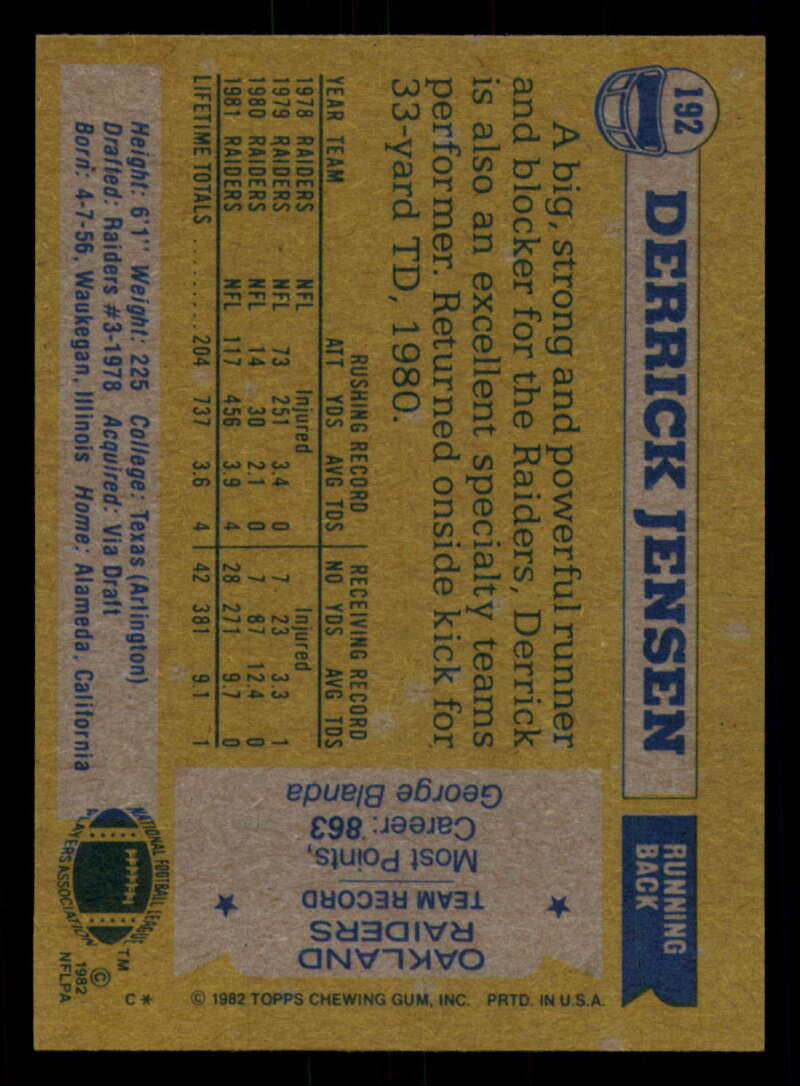 192
DERRICK JENSEN
RUNNING
BACK
A big, strong and powerful runner
and blocker for the Raiders, Derrick
is also an excellent specialty teams
performer. Returned onside kick for
33-yard TD, 1980.
RUSHING RECORD RECEIVING RECORD
YEAR TEAM ATT YDS AVG TDS NO YDS AVG TDS
1978 RAIDERS NFL Injured Injured
1979 RAIDERS NFL 73 251 3.4 0 7 23 3.3 1
1980 RAIDERS NFL 14 30 2.1 0 7 87 12.4 0
1981 RAIDERS NFL 117 456 3.9 4 28 271 9.7 0
LIFETIME TOTALS ........ 204 737 3.6 4 42 381 9.1 1
Height: 6'1" Weight: 225 College: Texas (Arlington)
Drafted: Raiders #3-1978 Acquired: Via Draft
Born: 4-7-56, Waukegan, Illinois Home: Alameda, California
OAKLAND
RAIDERS
TEAM RECORD
Most Points,
Career: 863
George Blanda
NATIONAL FOOTBALL LEAGUE
PLAYERS ASSOCIATION
TM
© 1982
NFLPA
C*
© 1982 TOPPS CHEWING GUM, INC. PRTD. IN U.S.A.